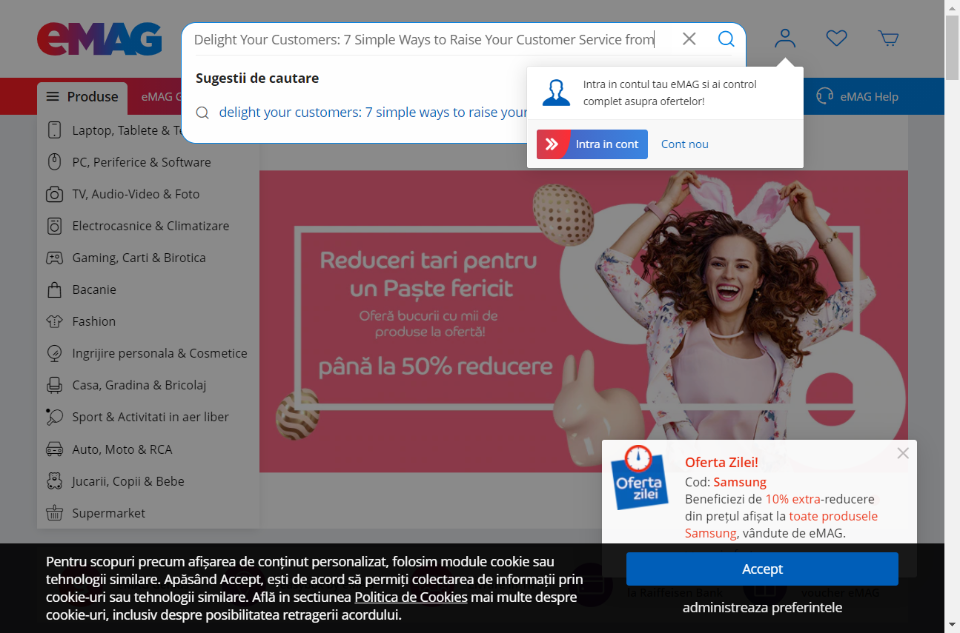 eMAG
Delight Your Customers: 7 Simple Ways to Raise Your Customer Service from
Sugestii de cautare
delight your customers: 7 simple ways to raise your
Intra in contul tau eMAG si ai control
complet asupra ofertelor!
Intra in cont
Cont nou
Produse
eMAG G
eMAG Help
Laptop, Tablete & Te
PC, Periferice & Software
TV, Audio-Video & Foto
Electrocasnice & Climatizare
Gaming, Carti & Birotica
Bacanie
Fashion
Ingrijire personala & Cosmetice
Casa, Gradina & Bricolaj
Sport & Activitati in aer liber
Auto, Moto & RCA
Jucarii, Copii & Bebe
Supermarket
Reduceri tari pentru
un Paște fericit
Oferă bucurii cu mii de
produse la ofertă!
până la 50% reducere
Oferta
zilei
Oferta Zilei!
Cod: Samsung
Beneficiezi de 10% extra-reducere
din prețul afișat la toate produsele
Samsung, vândute de eMAG.
Pentru scopuri precum afișarea de conținut personalizat, folosim module cookie sau
tehnologii similare. Apăsând Accept, ești de acord să permiți colectarea de informații prin
cookie-uri sau tehnologii similare. Află in sectiunea Politica de Cookies mai multe despre
cookie-uri, inclusiv despre posibilitatea retragerii acordului.
Accept
administreaza preferintele
la Raiffeisen Bank
voucher eMAG